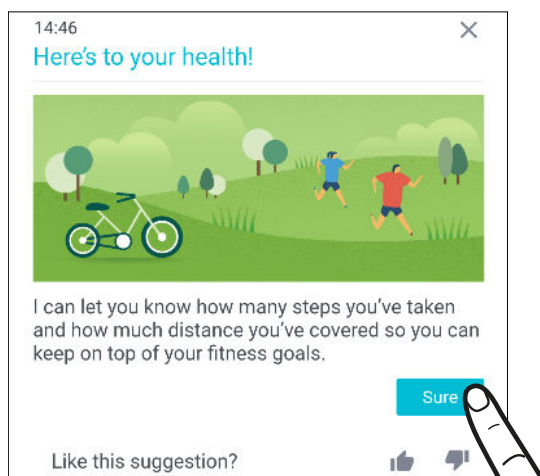 14:46
Here's to your health!
I can let you know how many steps you've taken
and how much distance you've covered so you can
keep on top of your fitness goals.
Sure
Like this suggestion?